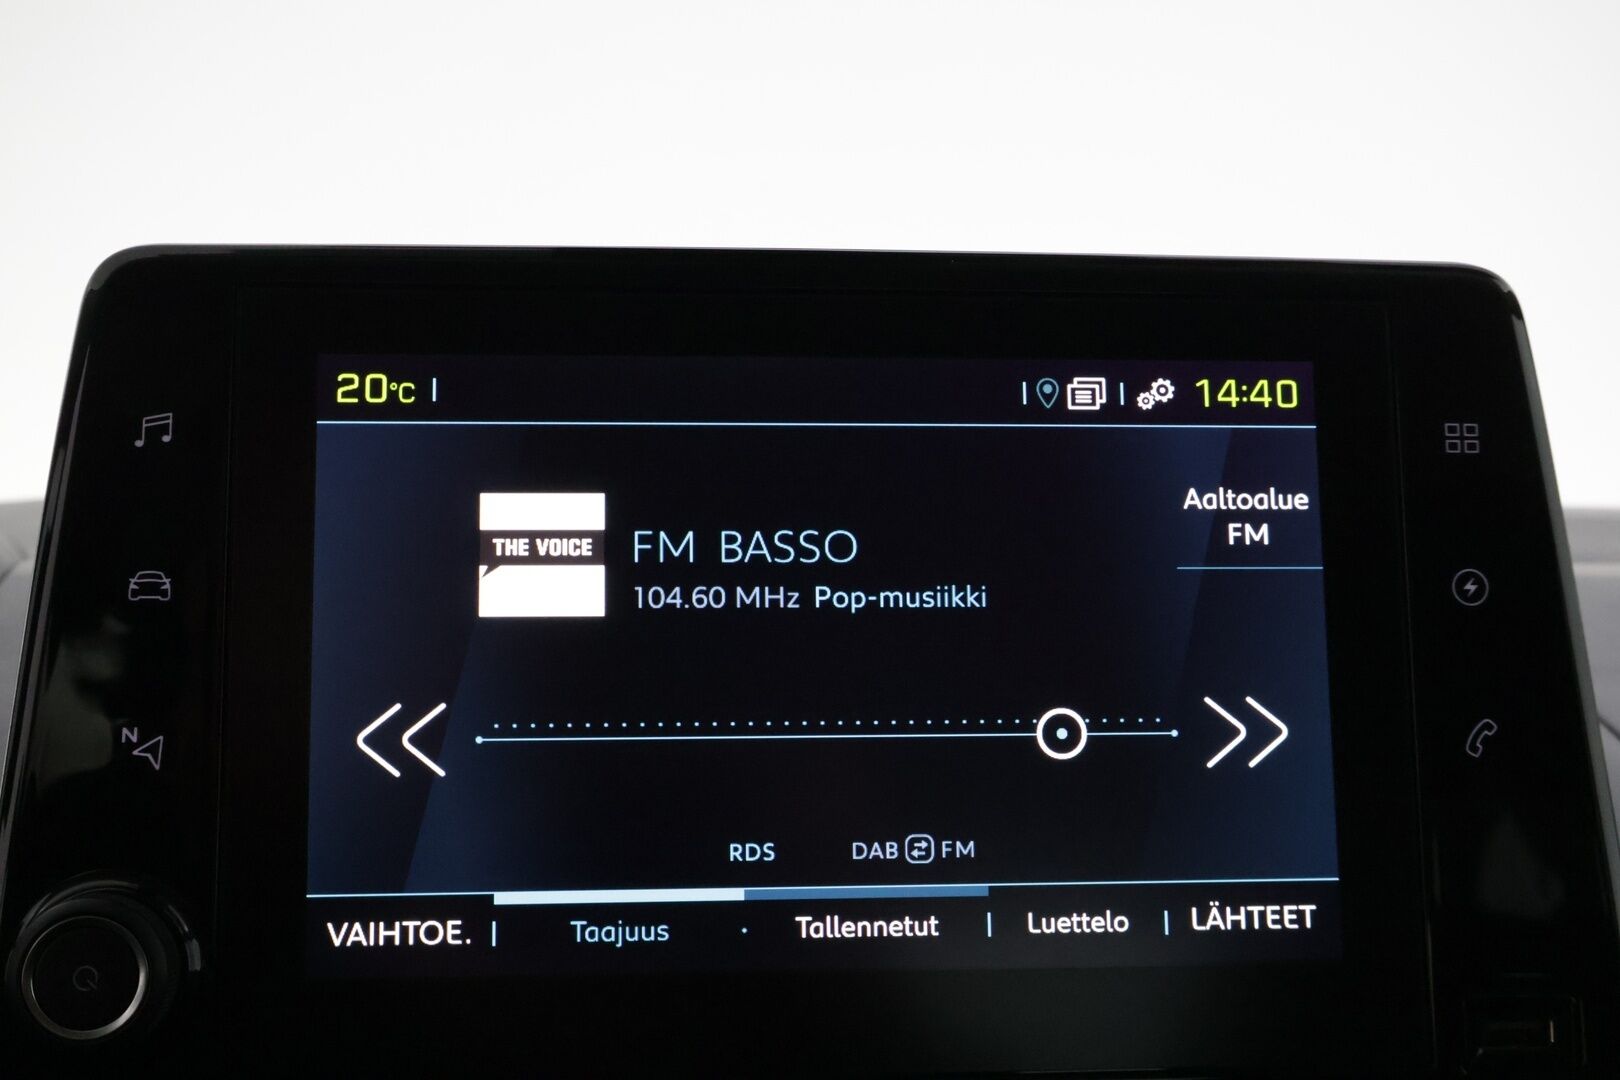 20°C
14:40
N
Aaltoalue
FM
THE VOICE
FM BASSO
104.60 MHz Pop-musiikki
RDS
DAB FM
VAIHTOE.
Taajuus
Tallennetut
Luettelo
LÄHTEET